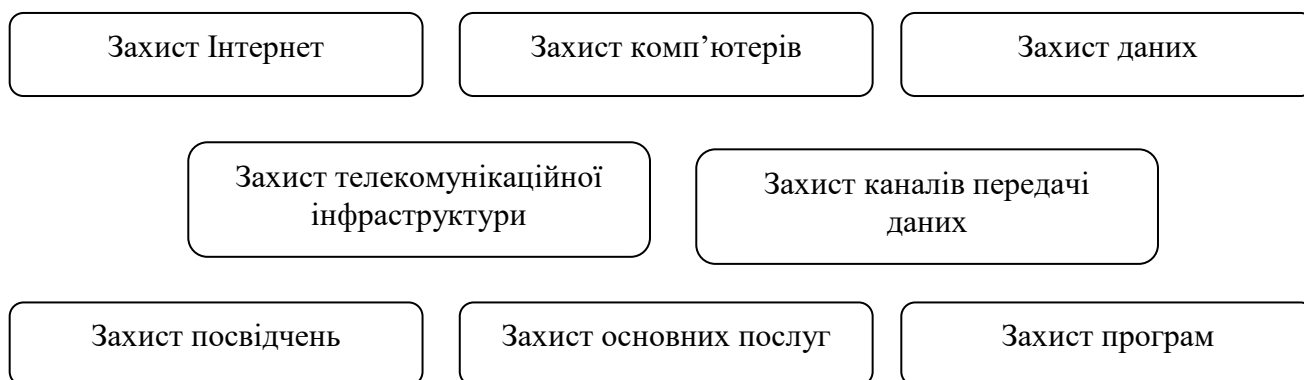 Захист Інтернет
Захист комп’ютерів
Захист даних
Захист телекомунікаційної
інфраструктури
Захист каналів передачі
даних
Захист посвідчень
Захист основних послуг
Захист програм